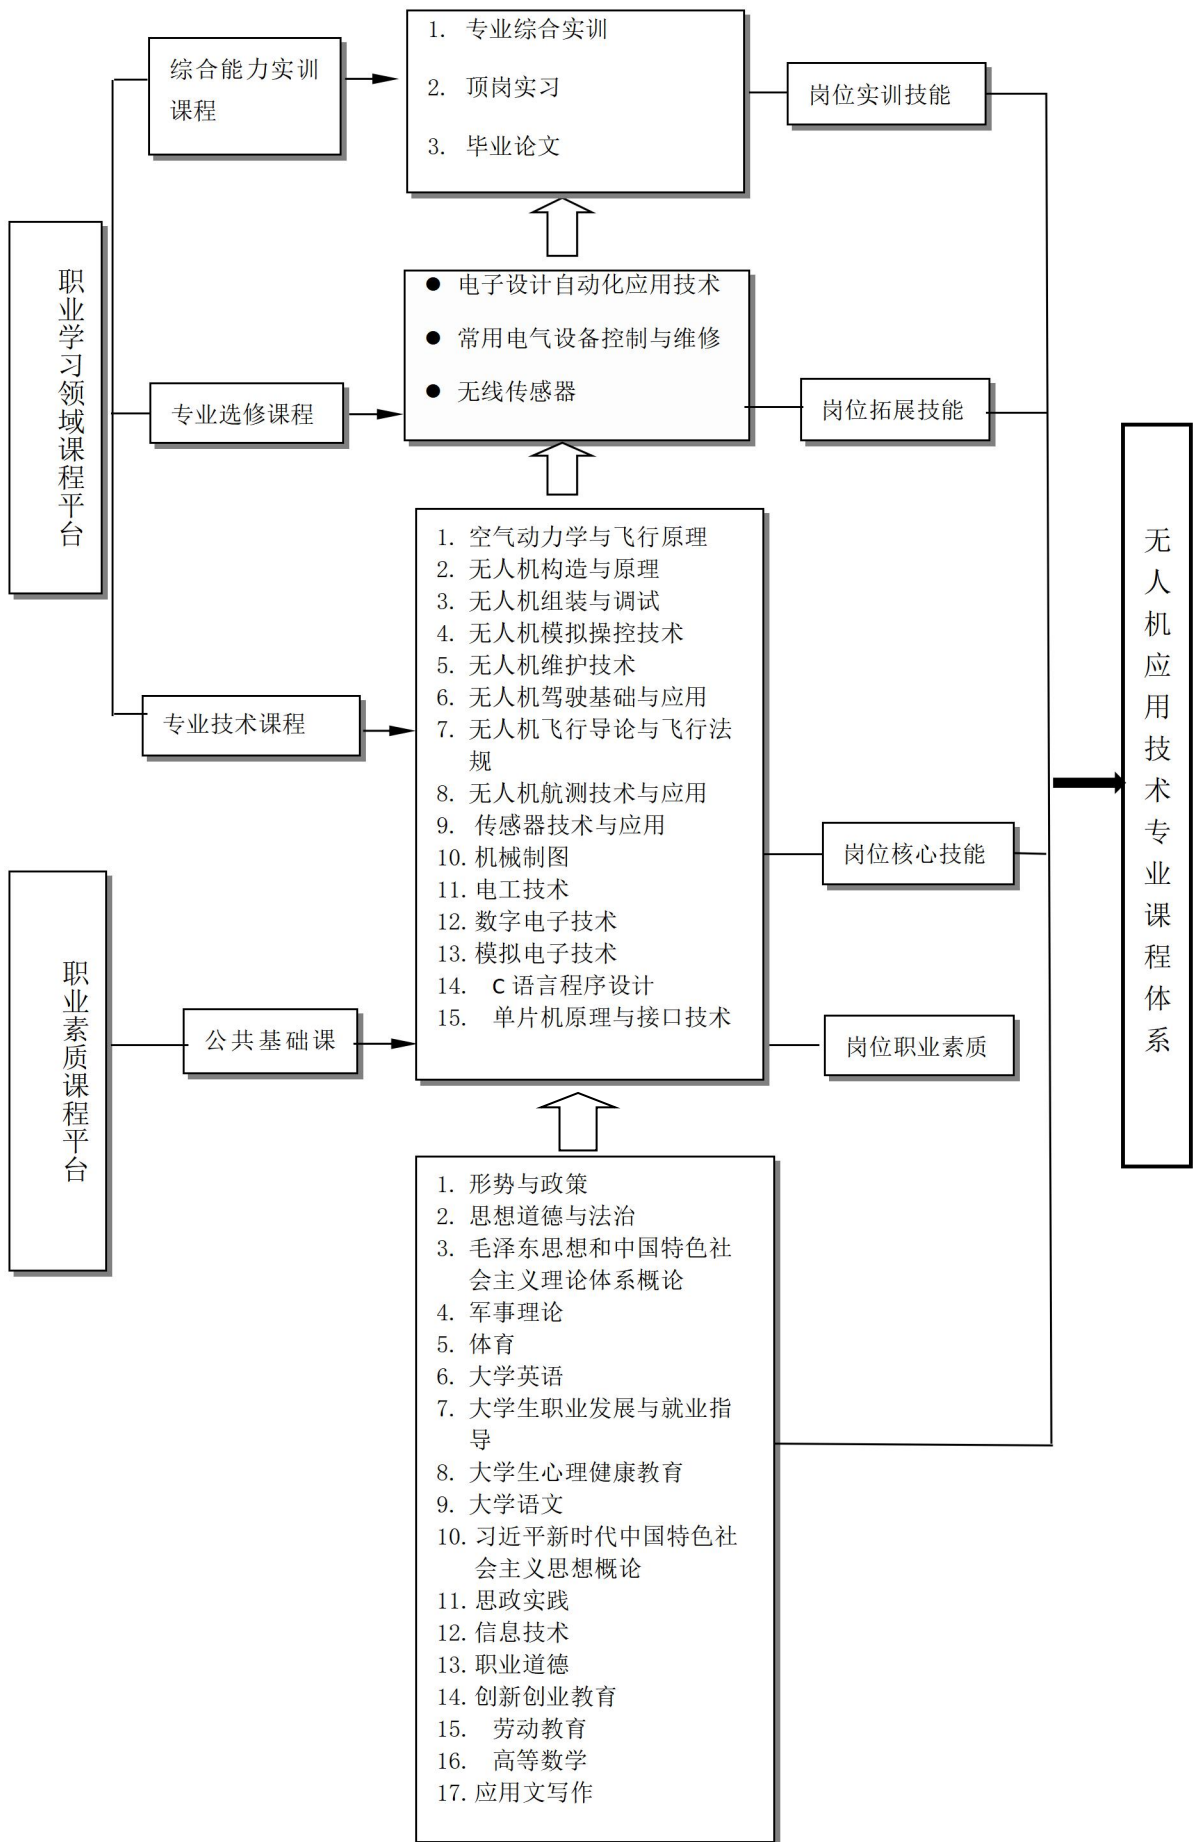 综合能力实训
课程
1. 专业综合实训
2. 顶岗实习
3. 毕业论文
岗位实训技能
职业学习领域课程平台
专业选修课程
● 电子设计自动化应用技术
● 常用电气设备控制与维修
● 无线传感器
岗位拓展技能
专业技术课程
1. 空气动力学与飞行原理
2. 无人机构造与原理
3. 无人机组装与调试
4. 无人机模拟操控技术
5. 无人机维护技术
6. 无人机驾驶基础与应用
7. 无人机飞行导论与飞行法
规
8. 无人机航测技术与应用
9. 传感器技术与应用
10. 机械制图
11. 电工技术
12. 数字电子技术
13. 模拟电子技术
14. C 语言程序设计
15. 单片机原理与接口技术
岗位核心技能
无人机应用技术专业课程体系
职业素质课程平台
公共基础课
岗位职业素质
1. 形势与政策
2. 思想道德与法治
3. 毛泽东思想和中国特色社
会主义理论体系概论
4. 军事理论
5. 体育
6. 大学英语
7. 大学生职业发展与就业指
导
8. 大学生心理健康教育
9. 大学语文
10. 习近平新时代中国特色社
会主义思想概论
11. 思政实践
12. 信息技术
13. 职业道德
14. 创新创业教育
15. 劳动教育
16. 高等数学
17. 应用文写作